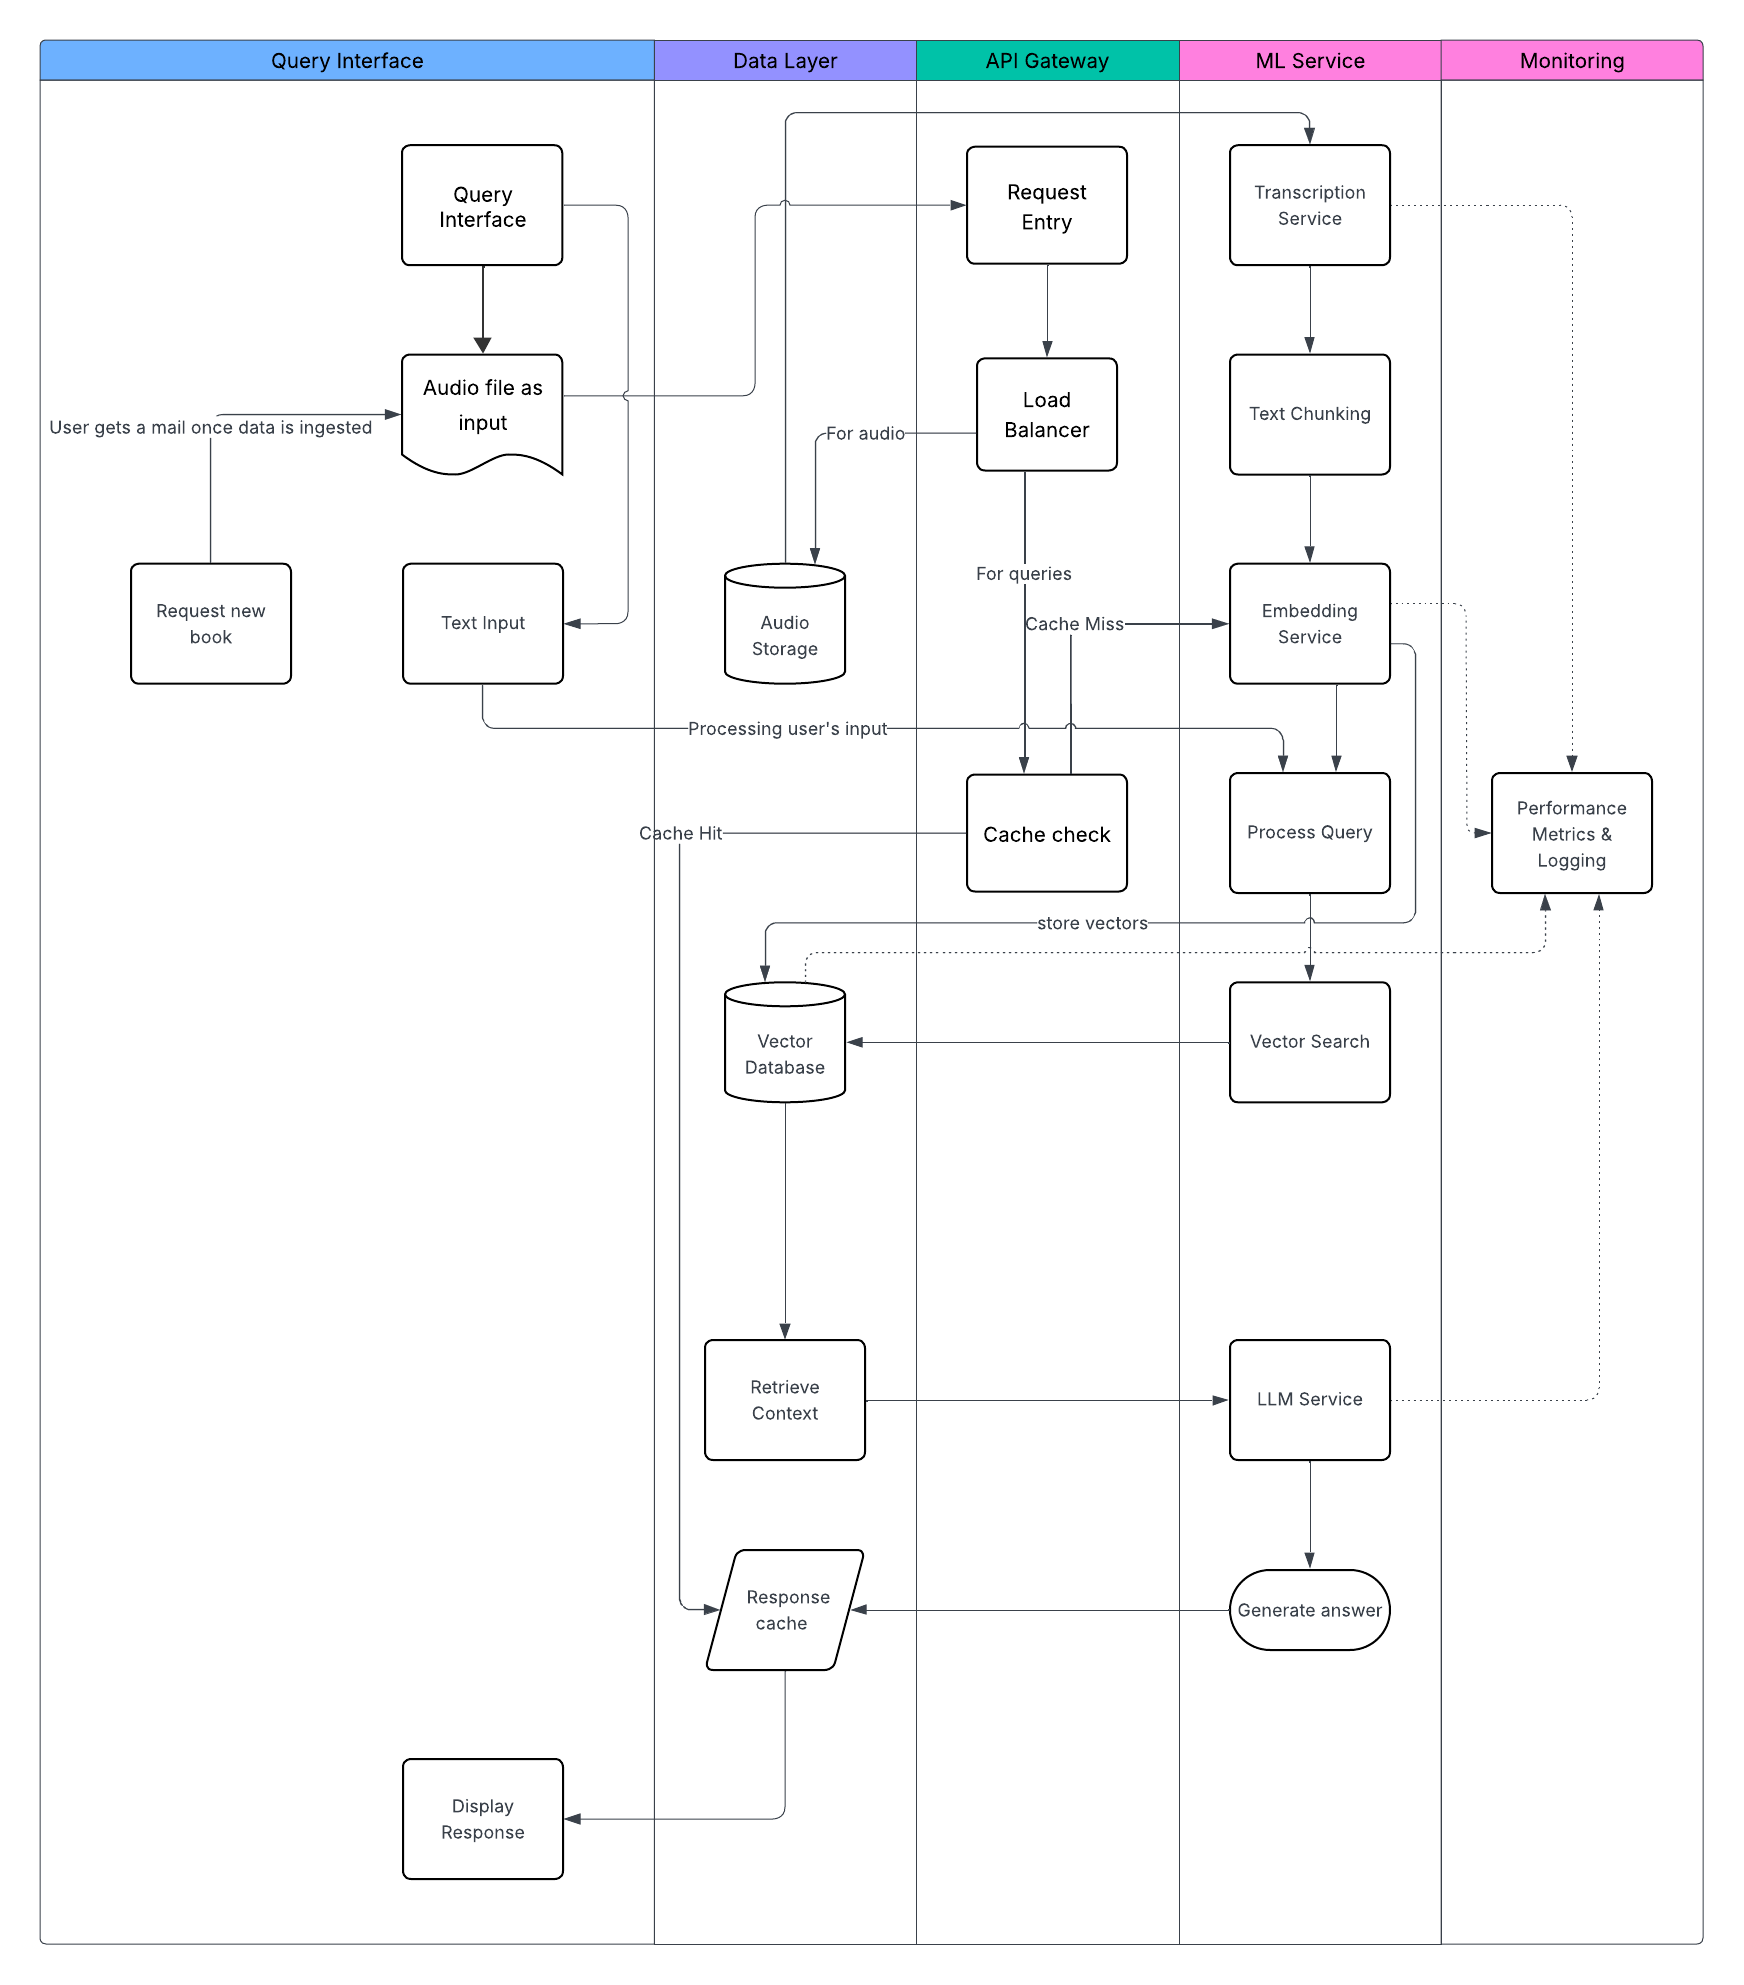 Query Interface
Data Layer
API Gateway
ML Service
Monitoring
Query
Interface
Request
Entry
Transcription
Service
Audio file as
input
User gets a mail once data is ingested
Load
Balancer
For audio
Text Chunking
Request new
book
Text Input
Audio
Storage
For queries
Cache Miss
Embedding
Service
Processing user's input
Cache Hit
Cache check
Process Query
Performance
Metrics &
Logging
store vectors
Vector
Database
Vector Search
Retrieve
Context
LLM Service
Response
cache
Generate answer
Display
Response